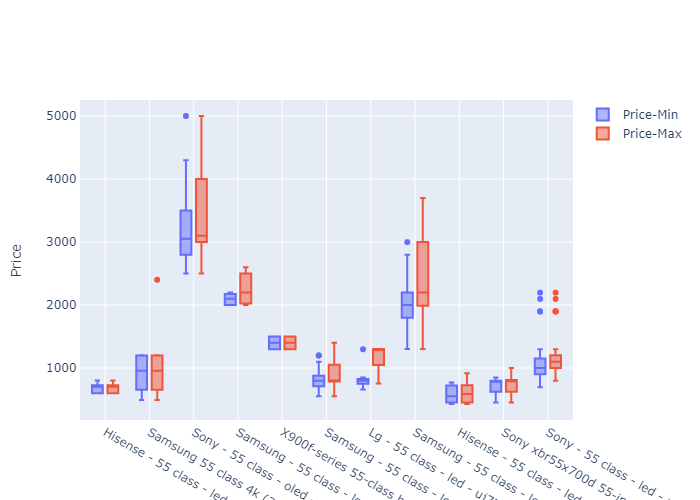 Price-Min
Price-Max
5000
4000
3000
2000
1000
Price
Hisense - 55 class - led
Samsung 55 class 4k
Sony - 55 class - oled
Samsung - 55 class
X900f-series 55-class
Samsung - 55 class
Lg - 55 class - led
Samsung - 55 class
Hisense - 55 class - led
Sony xbr55x700d
Sony - 55 class - led